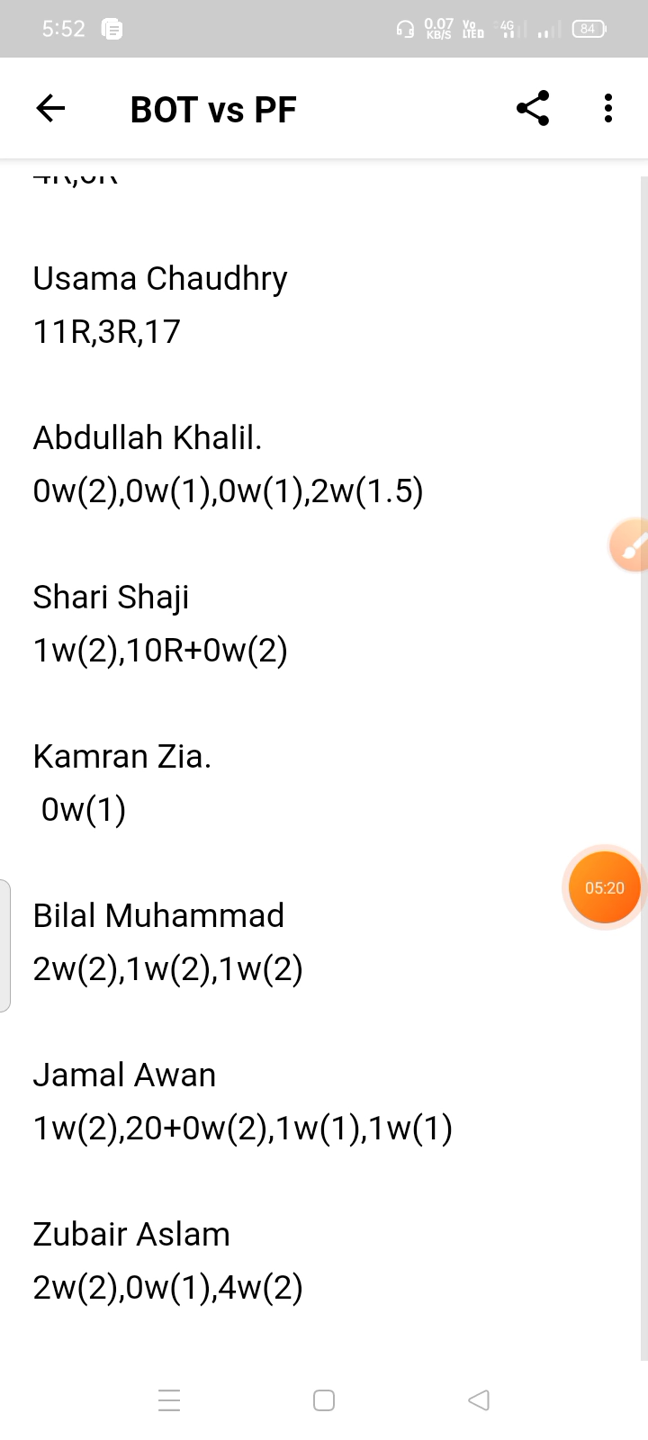 5:52
0.07 KB/S
Vo LTED
4G
84
BOT vs PF
Usama Chaudhry
11R,3R,17
Abdullah Khalil.
0w(2),0w(1),0w(1),2w(1.5)
Shari Shaji
1w(2),10R+0w(2)
Kamran Zia.
0w(1)
05:20
Bilal Muhammad
2w(2),1w(2),1w(2)
Jamal Awan
1w(2),20+0w(2),1w(1),1w(1)
Zubair Aslam
2w(2),0w(1),4w(2)